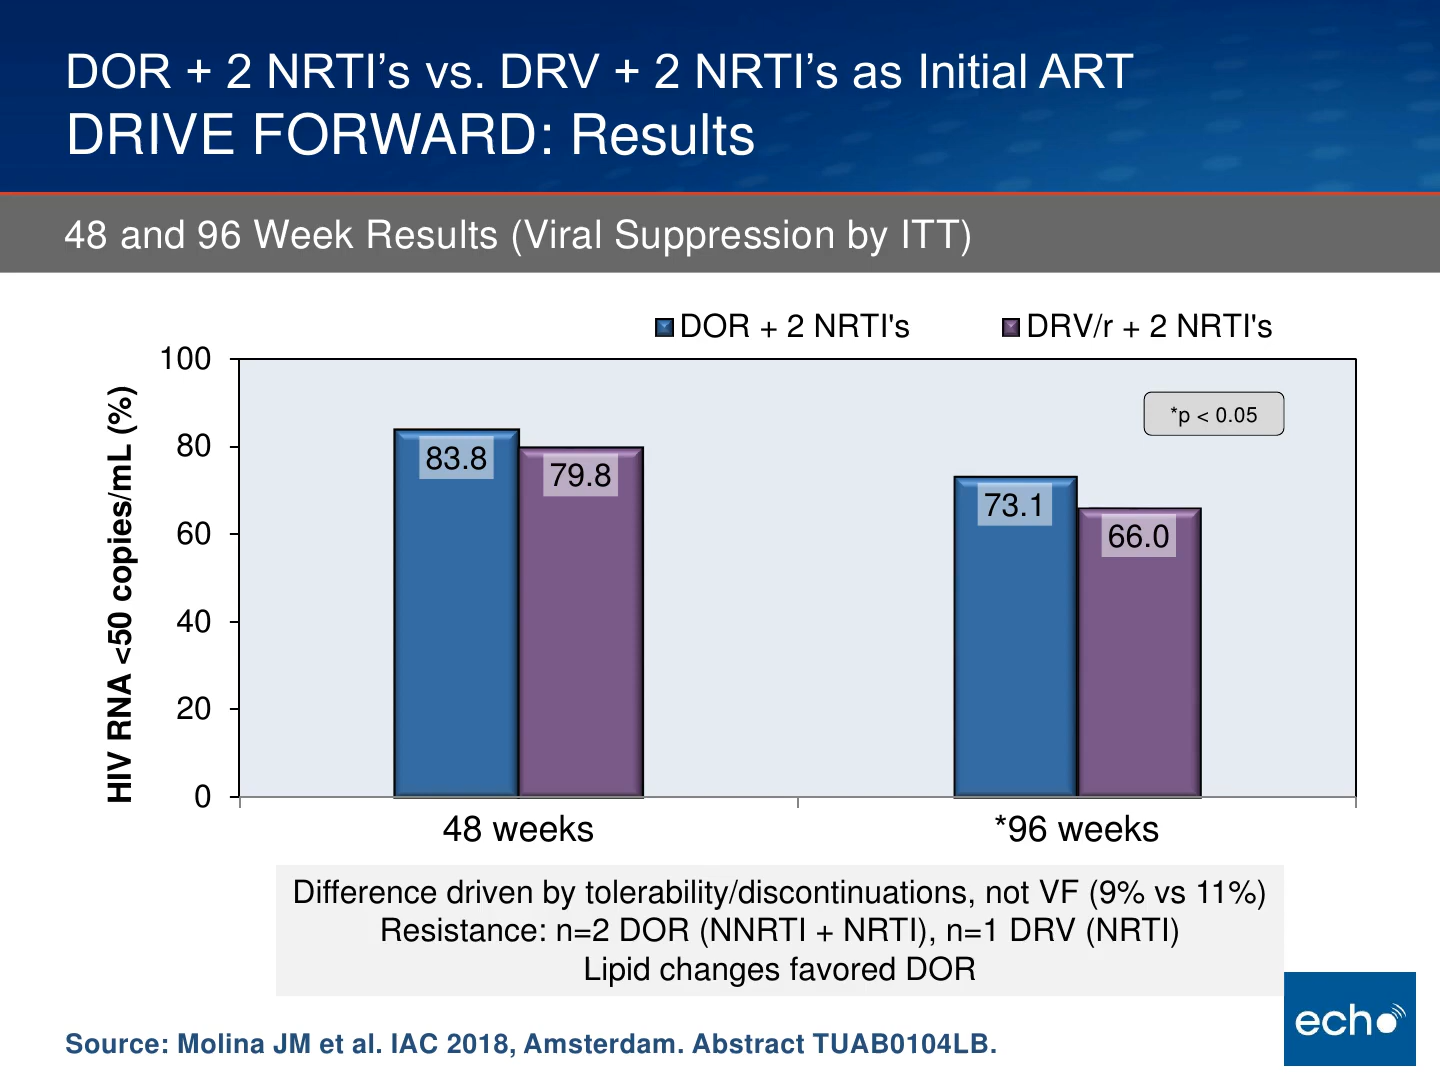 DOR + 2 NRTI’s vs. DRV + 2 NRTI’s as Initial ART
DRIVE FORWARD: Results
48 and 96 Week Results (Viral Suppression by ITT)
DOR + 2 NRTI's
DRV/r + 2 NRTI's
HIV RNA <50 copies/mL (%)
100
80
60
40
20
0
*p < 0.05
83.8
79.8
73.1
66.0
48 weeks
*96 weeks
Difference driven by tolerability/discontinuations, not VF (9% vs 11%)
Resistance: n=2 DOR (NNRTI + NRTI), n=1 DRV (NRTI)
Lipid changes favored DOR
echo
Source: Molina JM et al. IAC 2018, Amsterdam. Abstract TUAB0104LB.